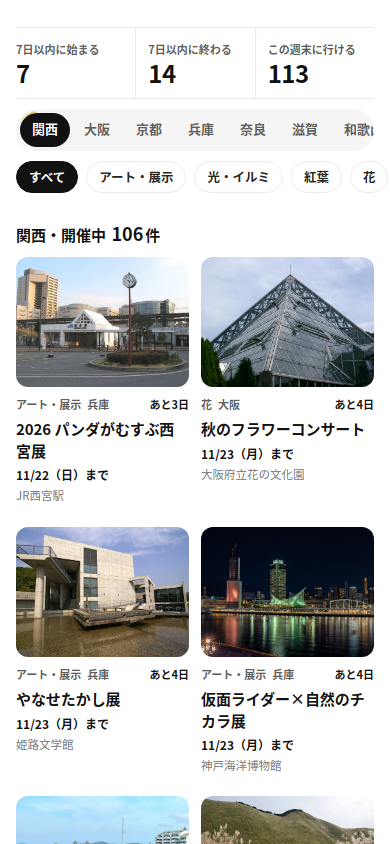 7日以内に始まる
7日以内に終わる
この週末に行ける
7
14
113
関西 大阪 京都 兵庫 奈良 滋賀
すべて アート・展示 光・イルミ 紅葉 花
関西・開催中 106件
アート・展示 兵庫 あと3日
2026 パンダがむすぶ西
宮展
11/22（日）まで
JR西宮駅
花 大阪 あと4日
秋のフラワーコンサート
11/23（月）まで
大阪府立花の文化園
アート・展示 兵庫 あと4日
やなせたかし展
11/23（月）まで
姫路文学館
アート・展示 兵庫 あと4日
仮面ライダー×自然のチ
カラ展
11/23（月）まで
神戸海洋博物館